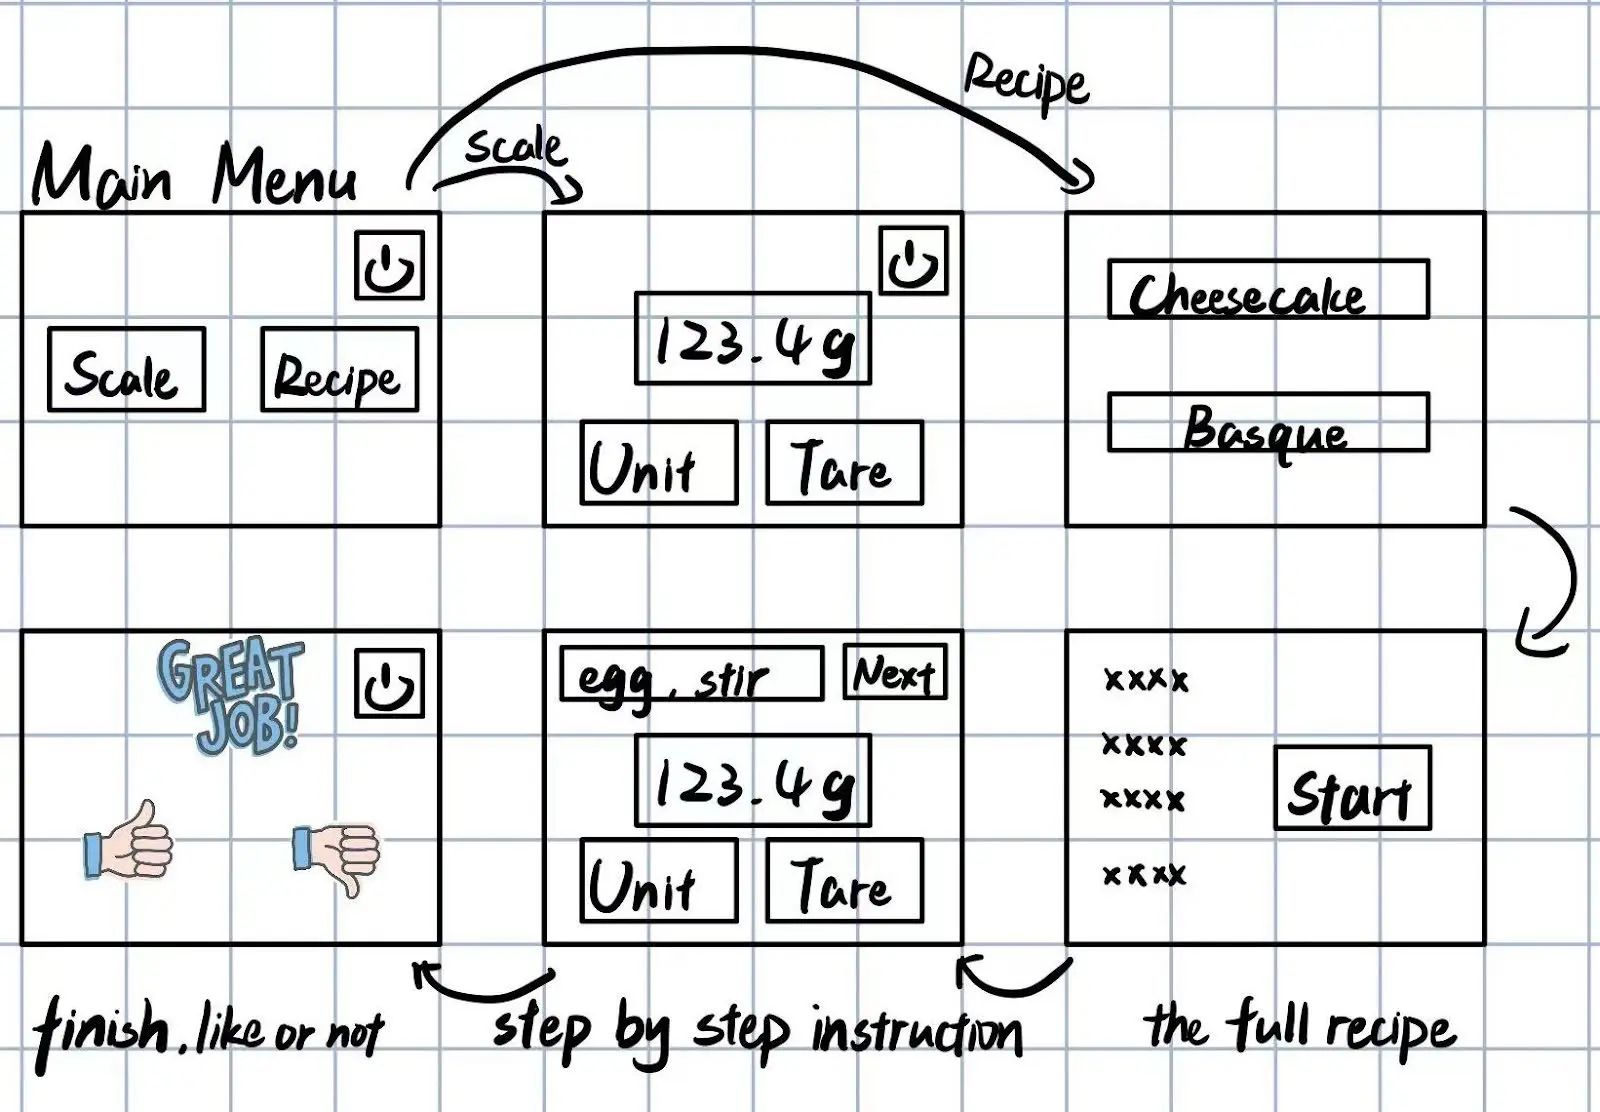 Recipe
Scale
Main Menu
Scale
Recipe
123.4g
Unit
Tare
Cheesecake
Basque
GREAT
JOB!
egg, stir
Next
123.4g
Unit
Tare
xxxx
xxxx
xxxx
xxxx
Start
finish. like or not
step by step instruction
the full recipe